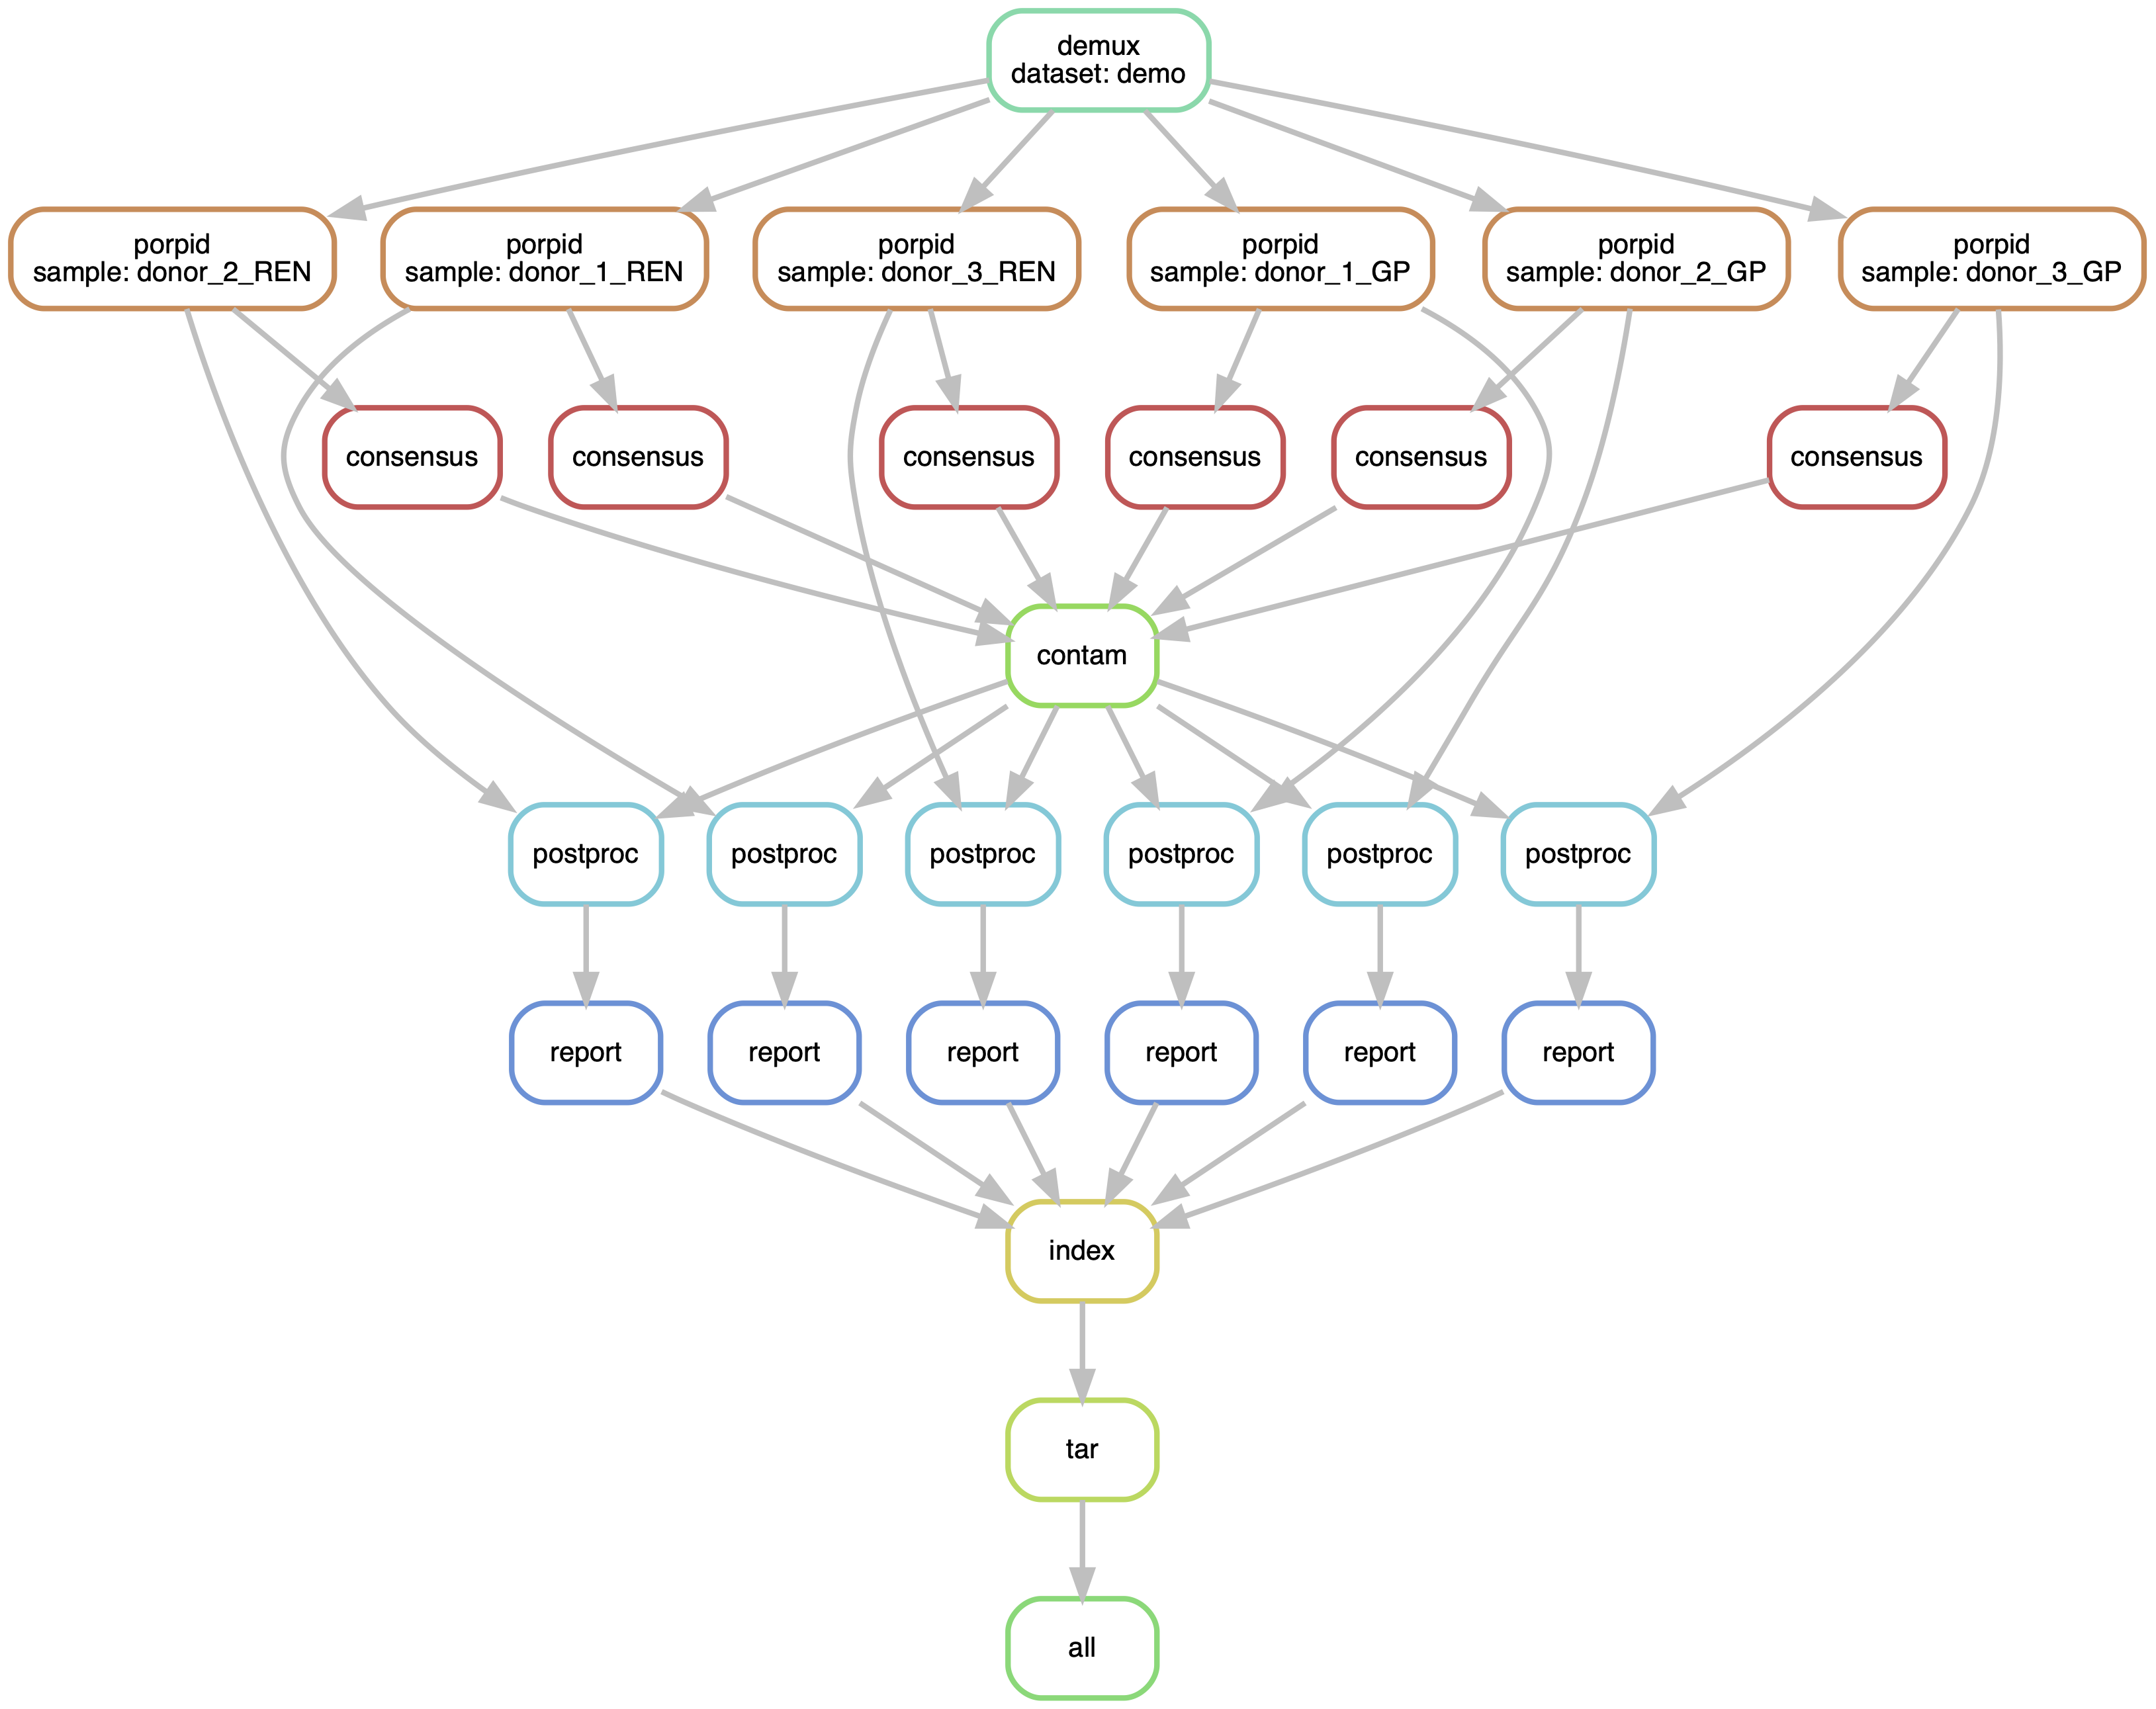 demux
dataset: demo
porpid
sample: donor_2_REN
porpid
sample: donor_1_REN
porpid
sample: donor_3_REN
porpid
sample: donor_1_GP
porpid
sample: donor_2_GP
porpid
sample: donor_3_GP
consensus
consensus
consensus
consensus
consensus
consensus
contam
postproc
postproc
postproc
postproc
postproc
postproc
report
report
report
report
report
report
index
tar
all